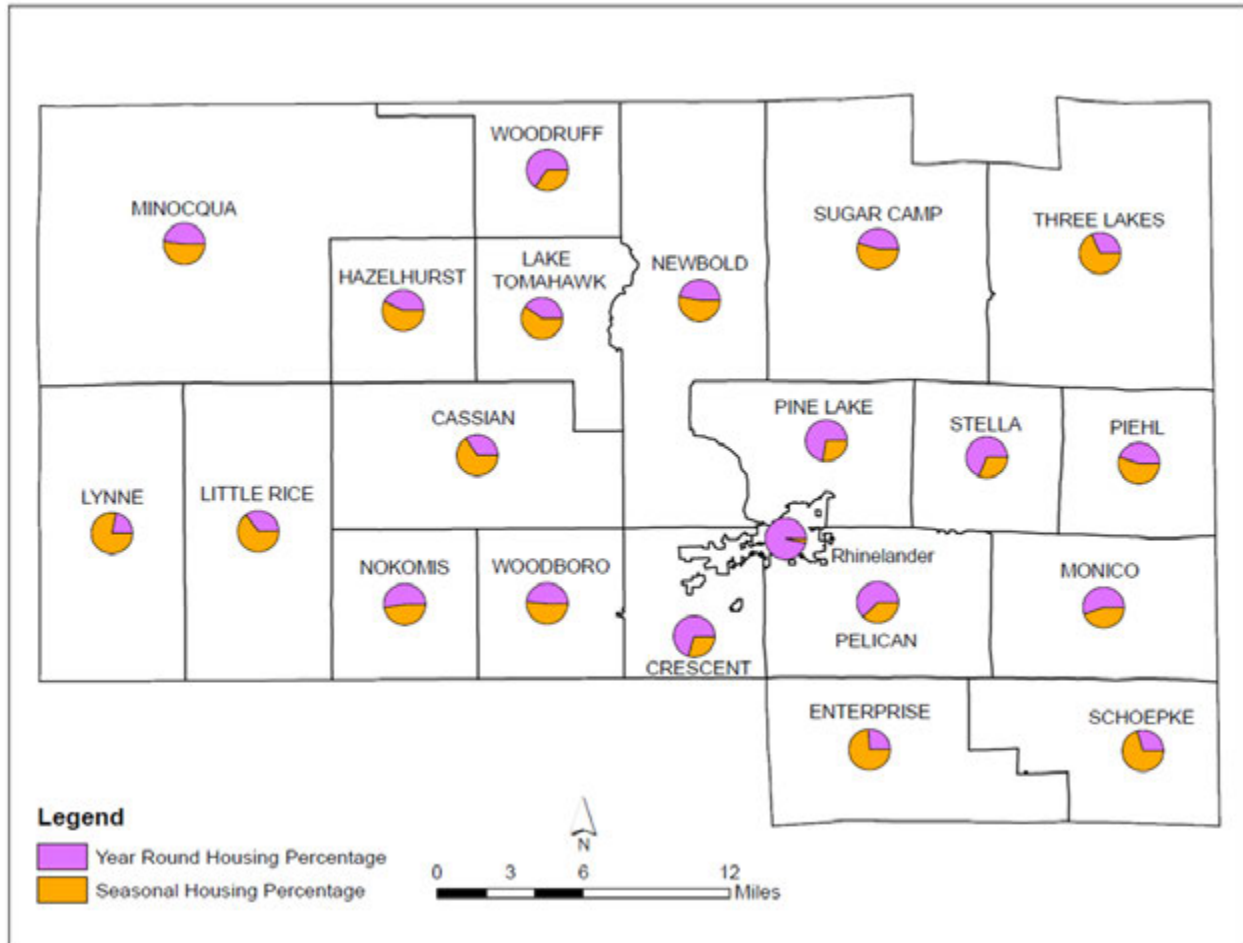 WOODRUFF
MINOCQUA
SUGAR CAMP
THREE LAKES
HAZELHURST
LAKE
TOMAHAWK
NEWBOLD
CASSIAN
PINE LAKE
STELLA
PIEHL
LYNNE
LITTLE RICE
NOKOMIS
WOODBORO
Rhinelander
MONICO
PELICAN
CRESCENT
ENTERPRISE
SCHOEPKE
Legend
Year Round Housing Percentage
Seasonal Housing Percentage
N
0 3 6 12
Miles